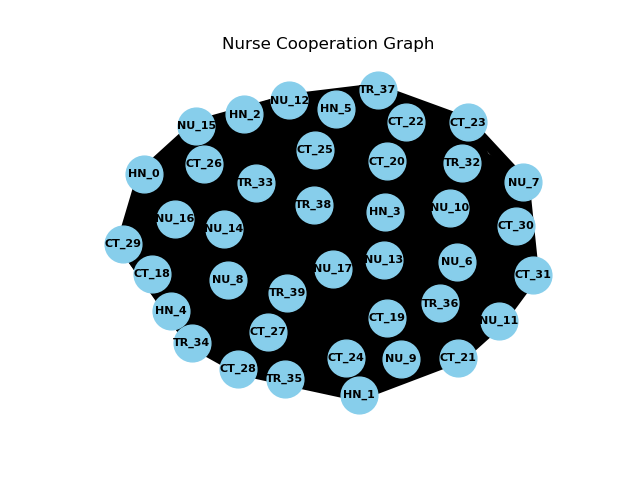 Nurse Cooperation Graph
TR_37
NU_12
HN_5
HN_2
CT_22
CT_23
NU_15
CT_25
CT_20
TR_32
CT_26
HN_0
TR_33
NU_7
TR_38
NU_10
HN_3
NU_16
CT_30
NU_14
CT_29
NU_13
NU_6
NU_17
CT_18
CT_31
NU_8
TR_39
TR_36
HN_4
CT_19
NU_11
CT_27
TR_34
CT_24
NU_9
CT_21
CT_28
TR_35
HN_1